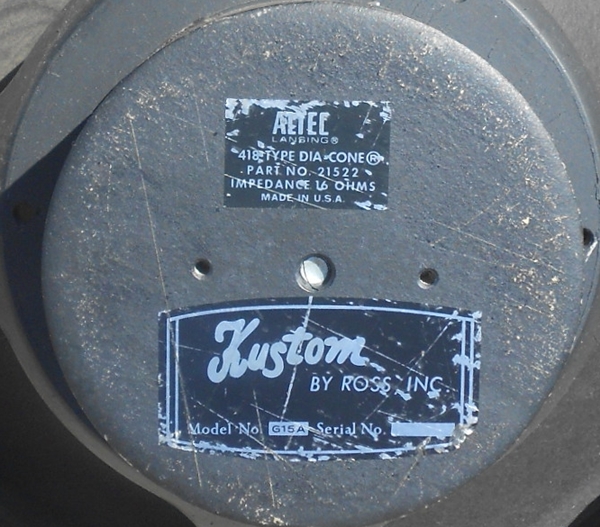 ALTEC
LANSING®
418 TYPE DIA-CONE®
PART NO. 21522
IMPEDANCE 16 OHMS
MADE IN U.S.A.
Kustom
BY ROSS, INC
Model No. G15A Serial No.